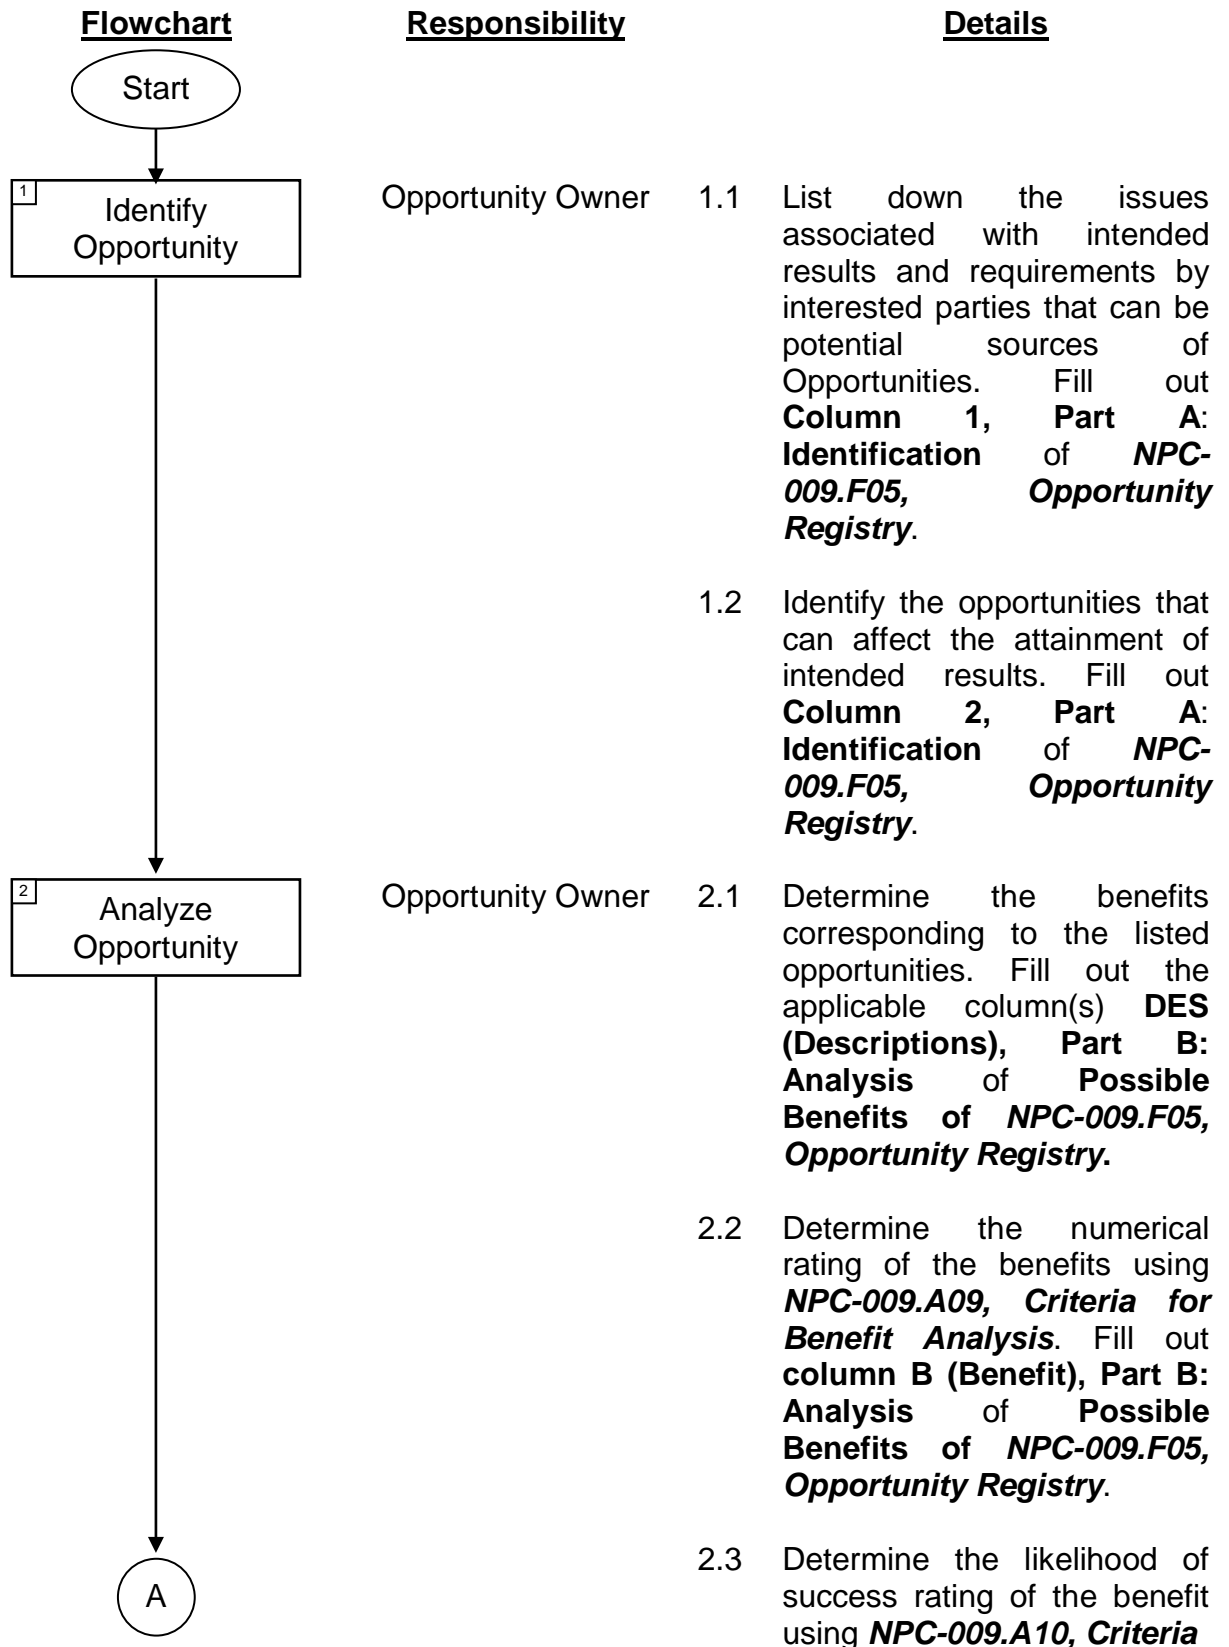 Flowchart Responsibility Details
Start
1
Identify
Opportunity
Opportunity Owner
1.1 List down the issues
associated with intended
results and requirements by
interested parties that can be
potential sources of
Opportunities. Fill out
Column 1, Part A:
Identification of NPC-
009.F05, Opportunity
Registry.
1.2 Identify the opportunities that
can affect the attainment of
intended results. Fill out
Column 2, Part A:
Identification of NPC-
009.F05, Opportunity
Registry.
2
Analyze
Opportunity
Opportunity Owner
2.1 Determine the benefits
corresponding to the listed
opportunities. Fill out the
applicable column(s) DES
(Descriptions), Part B:
Analysis of Possible
Benefits of NPC-009.F05,
Opportunity Registry.
2.2 Determine the numerical
rating of the benefits using
NPC-009.A09, Criteria for
Benefit Analysis. Fill out
column B (Benefit), Part B:
Analysis of Possible
Benefits of NPC-009.F05,
Opportunity Registry.
2.3 Determine the likelihood of
success rating of the benefit
using NPC-009.A10, Criteria
A